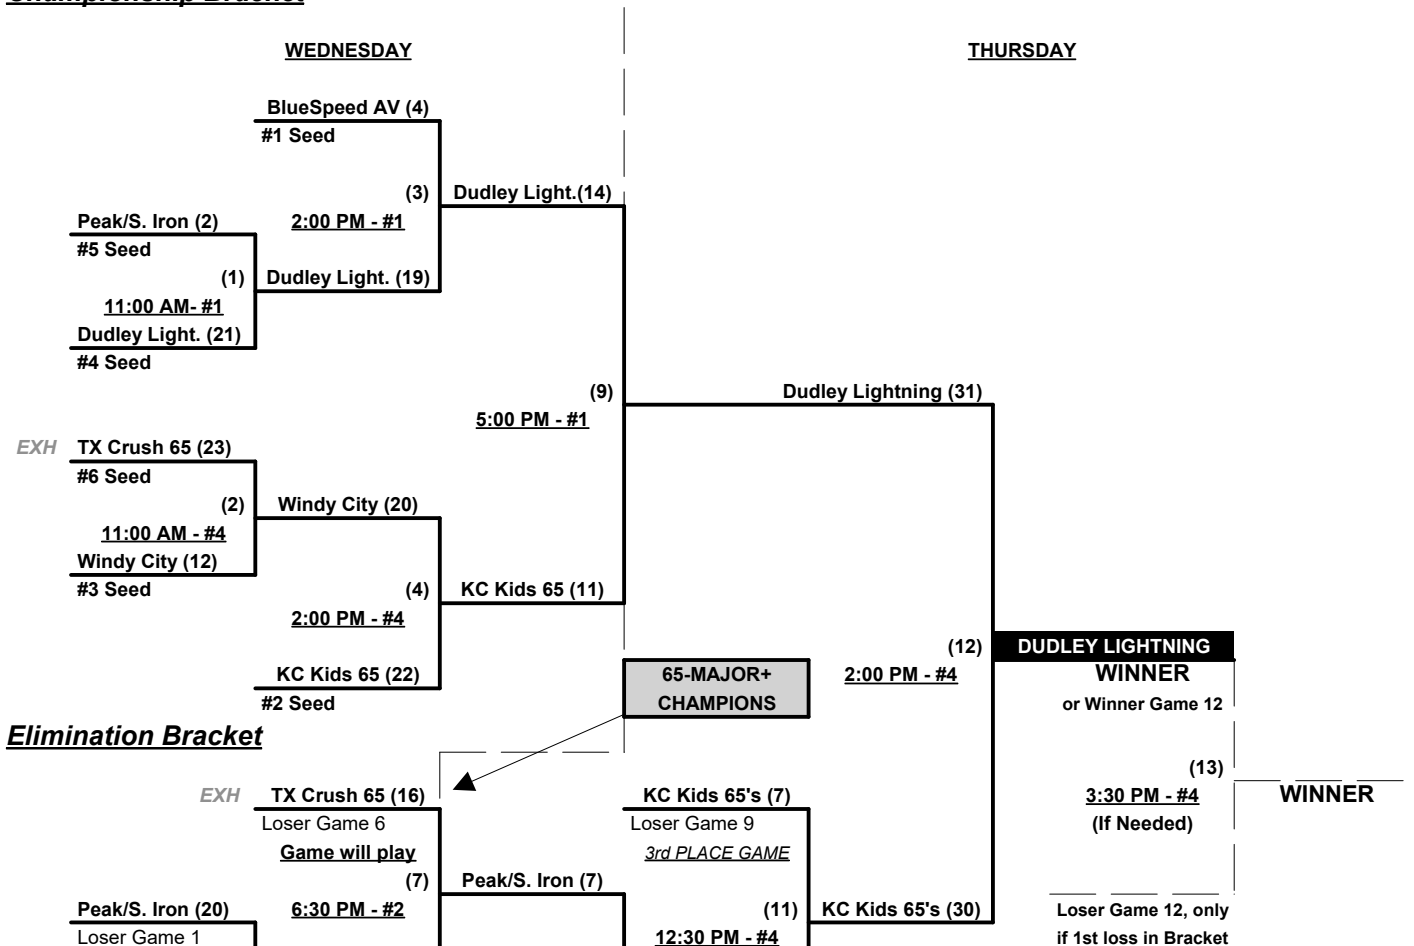 Championship Bracket
WEDNESDAY
THURSDAY
BlueSpeed AV (4)
#1 Seed
(3)
Dudley Light.(14)
2:00 PM - #1
Peak/S. Iron (2)
#5 Seed
(1)
Dudley Light. (19)
11:00 AM- #1
Dudley Light. (21)
#4 Seed
(9)
Dudley Lightning (31)
5:00 PM - #1
EXH TX Crush 65 (23)
#6 Seed
(2)
Windy City (20)
11:00 AM - #4
Windy City (12)
#3 Seed
(4)
KC Kids 65 (11)
2:00 PM - #4
KC Kids 65 (22)
#2 Seed
65-MAJOR+
CHAMPIONS
(12)
2:00 PM - #4
DUDLEY LIGHTNING
WINNER
or Winner Game 12
(13)
3:30 PM - #4
(If Needed)
WINNER
Loser Game 12, only
if 1st loss in Bracket
Elimination Bracket
EXH TX Crush 65 (16)
Loser Game 6
Game will play
(7)
6:30 PM - #2
Peak/S. Iron (7)
Peak/S. Iron (20)
Loser Game 1
KC Kids 65's (7)
Loser Game 9
3rd PLACE GAME
(11)
KC Kids 65's (30)
12:30 PM - #4